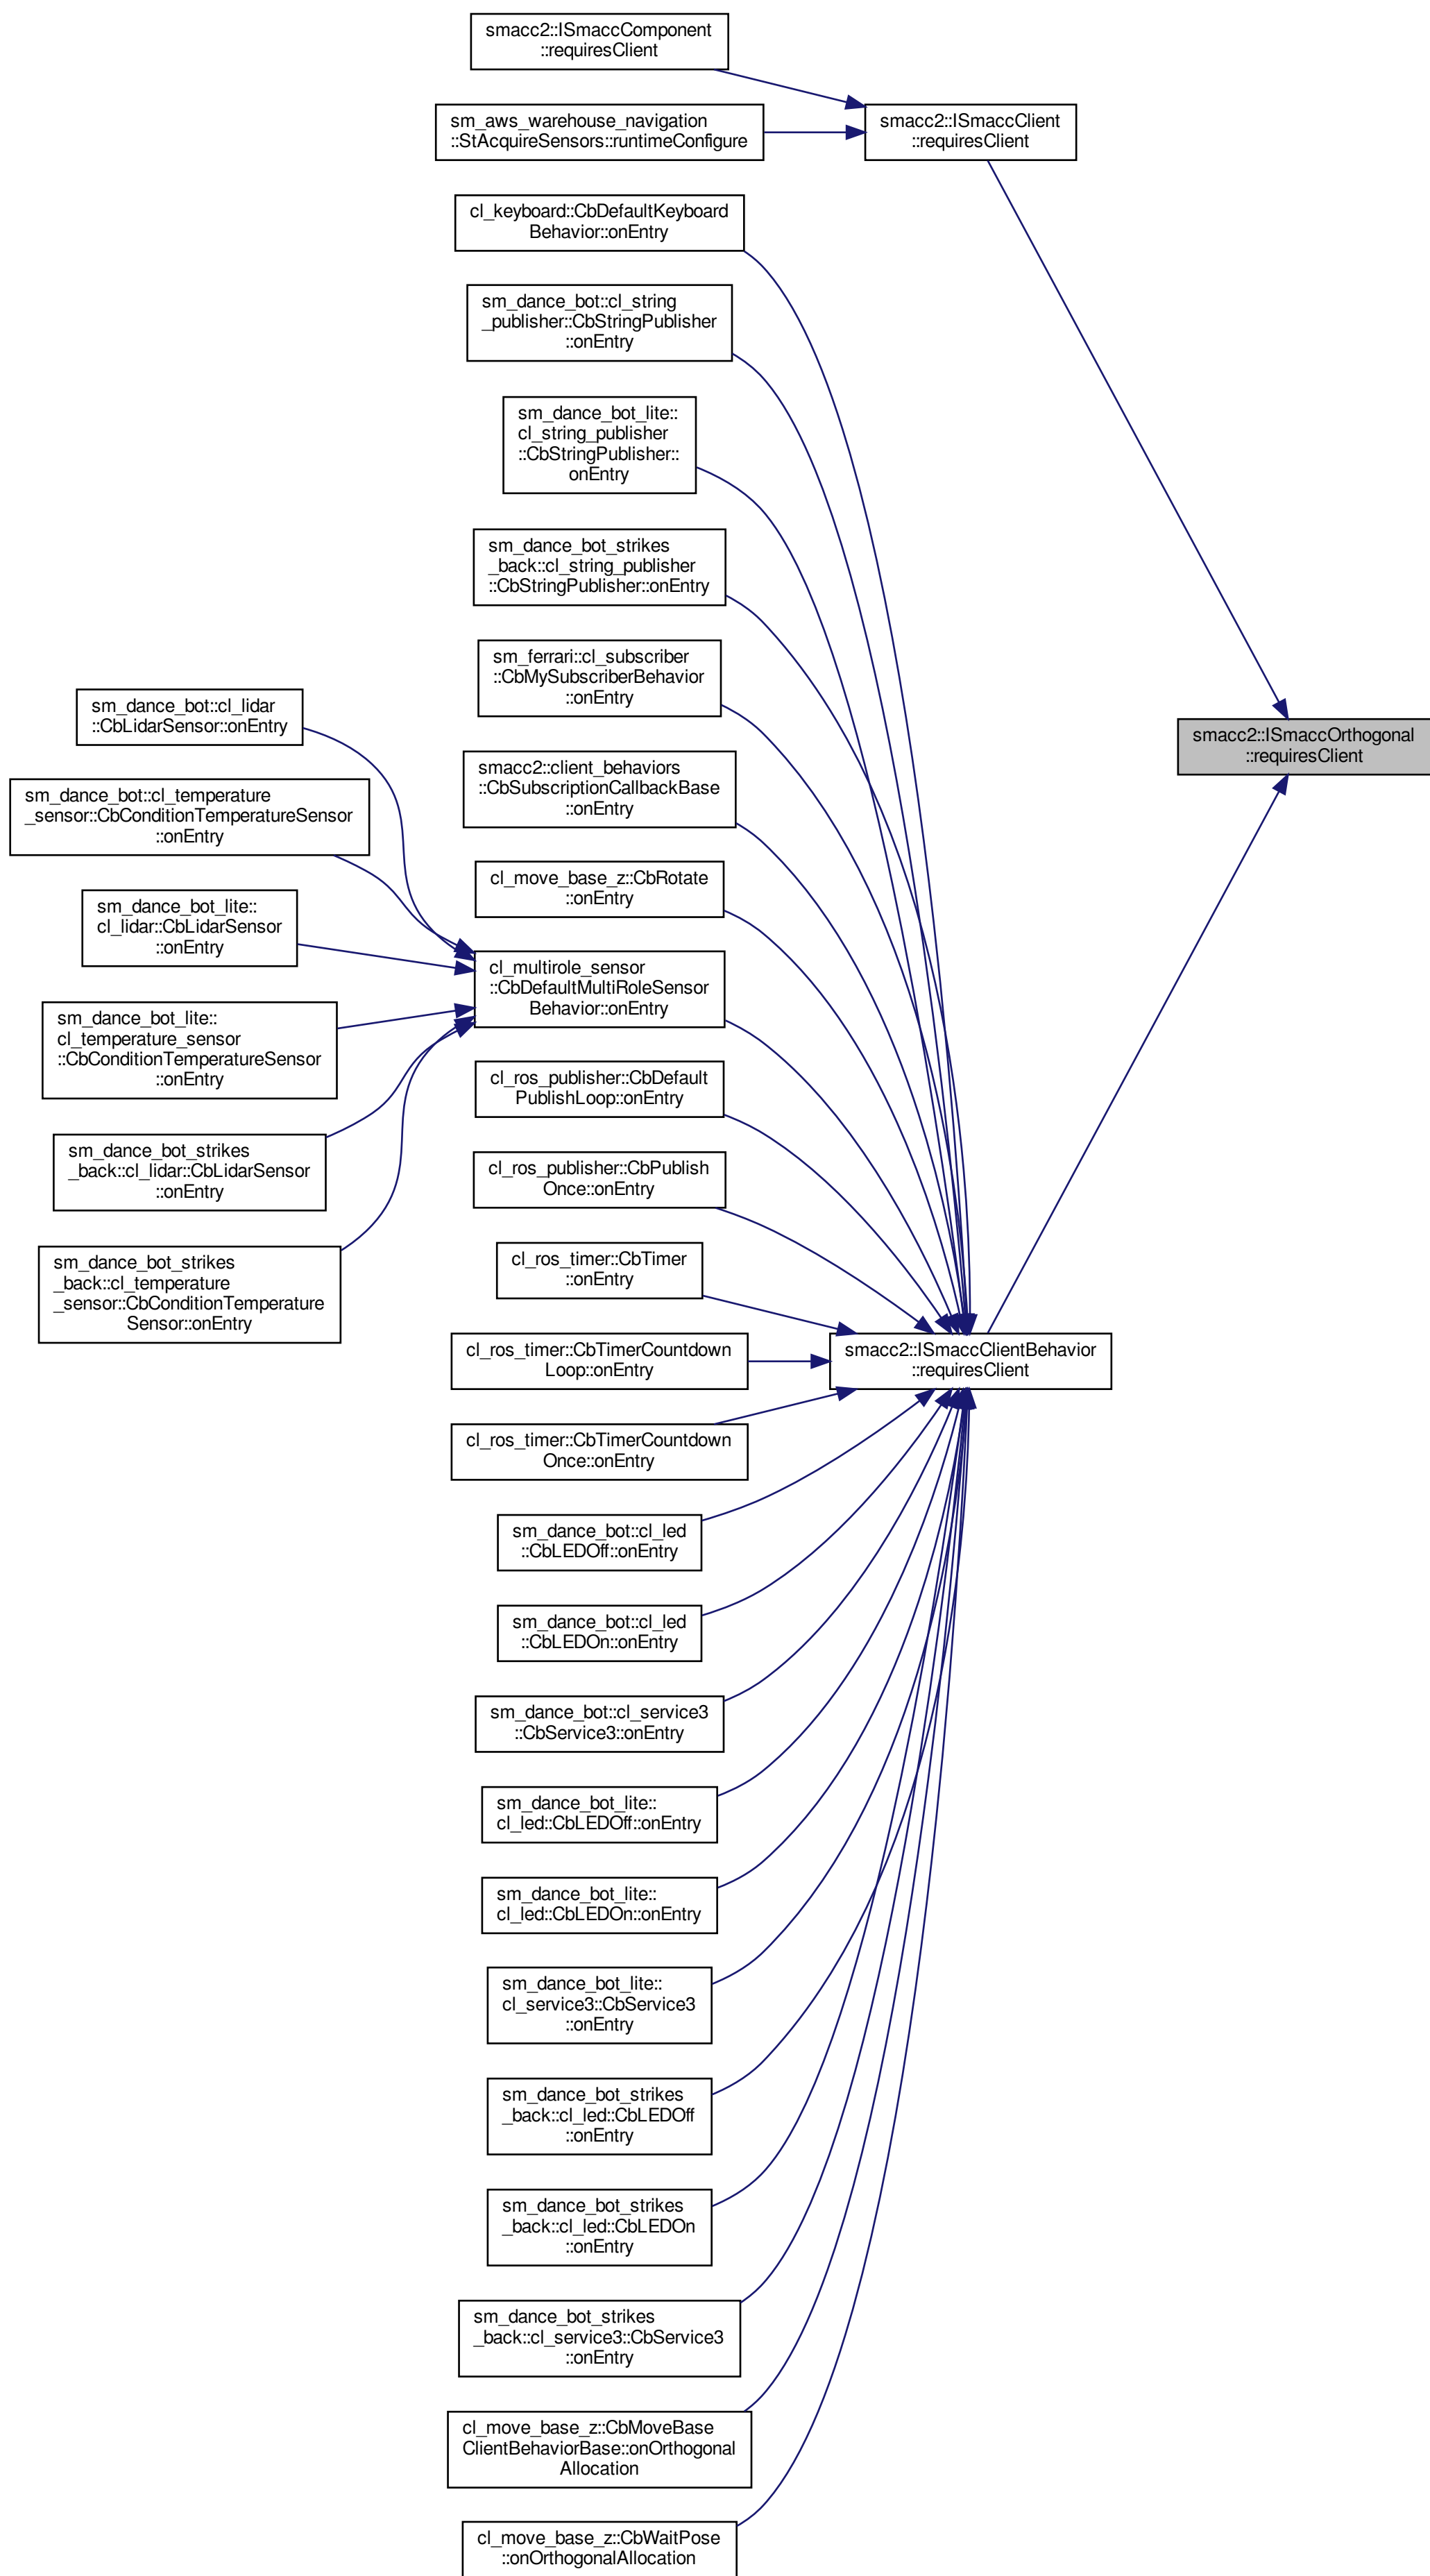 smacc2::ISmaccComponent
::requiresClient
sm_aws_warehouse_navigation
::StAcquireSensors::runtimeConfigure
smacc2::ISmaccClient
::requiresClient
cl_keyboard::CbDefaultKeyboard
Behavior::onEntry
sm_dance_bot::cl_string
_publisher::CbStringPublisher
::onEntry
sm_dance_bot_lite::
cl_string_publisher
::CbStringPublisher::
onEntry
sm_dance_bot_strikes
_back::cl_string_publisher
::CbStringPublisher::onEntry
sm_ferrari::cl_subscriber
::CbMySubscriberBehavior
::onEntry
smacc2::client_behaviors
::CbSubscriptionCallbackBase
::onEntry
cl_move_base_z::CbRotate
::onEntry
cl_multirole_sensor
::CbDefaultMultiRoleSensor
Behavior::onEntry
sm_dance_bot::cl_lidar
::CbLidarSensor::onEntry
sm_dance_bot::cl_temperature
_sensor::CbConditionTemperatureSensor
::onEntry
sm_dance_bot_lite::
cl_lidar::CbLidarSensor
::onEntry
sm_dance_bot_lite::
cl_temperature_sensor
::CbConditionTemperatureSensor
::onEntry
sm_dance_bot_strikes
_back::cl_lidar::CbLidarSensor
::onEntry
sm_dance_bot_strikes
_back::cl_temperature
_sensor::CbConditionTemperature
Sensor::onEntry
smacc2::ISmaccOrthogonal
::requiresClient
cl_ros_publisher::CbDefault
PublishLoop::onEntry
cl_ros_publisher::CbPublish
Once::onEntry
cl_ros_timer::CbTimer
::onEntry
cl_ros_timer::CbTimerCountdown
Loop::onEntry
smacc2::ISmaccClientBehavior
::requiresClient
cl_ros_timer::CbTimerCountdown
Once::onEntry
sm_dance_bot::cl_led
::CbLEDOff::onEntry
sm_dance_bot::cl_led
::CbLEDOn::onEntry
sm_dance_bot::cl_service3
::CbService3::onEntry
sm_dance_bot_lite::
cl_led::CbLEDOff::onEntry
sm_dance_bot_lite::
cl_led::CbLEDOn::onEntry
sm_dance_bot_lite::
cl_service3::CbService3
::onEntry
sm_dance_bot_strikes
_back::cl_led::CbLEDOff
::onEntry
sm_dance_bot_strikes
_back::cl_led::CbLEDOn
::onEntry
sm_dance_bot_strikes
_back::cl_service3::CbService3
::onEntry
cl_move_base_z::CbMoveBase
ClientBehaviorBase::onOrthogonal
Allocation
cl_move_base_z::CbWaitPose
::onOrthogonalAllocation